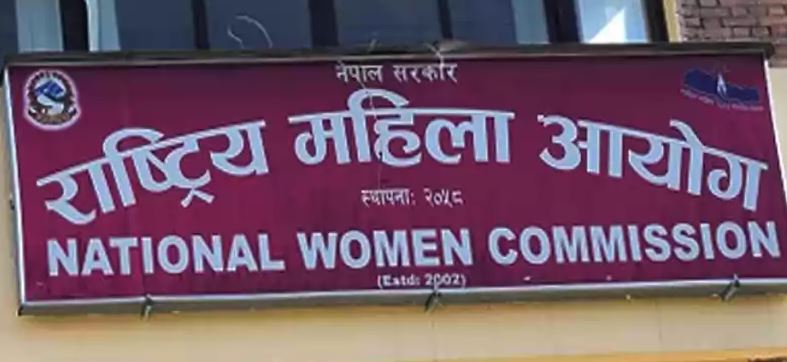 नेपाल सरकार
राष्ट्रिय महिला आयोग
स्थापना: २०५८
NATIONAL WOMEN COMMISSION
(Estd: 2002)